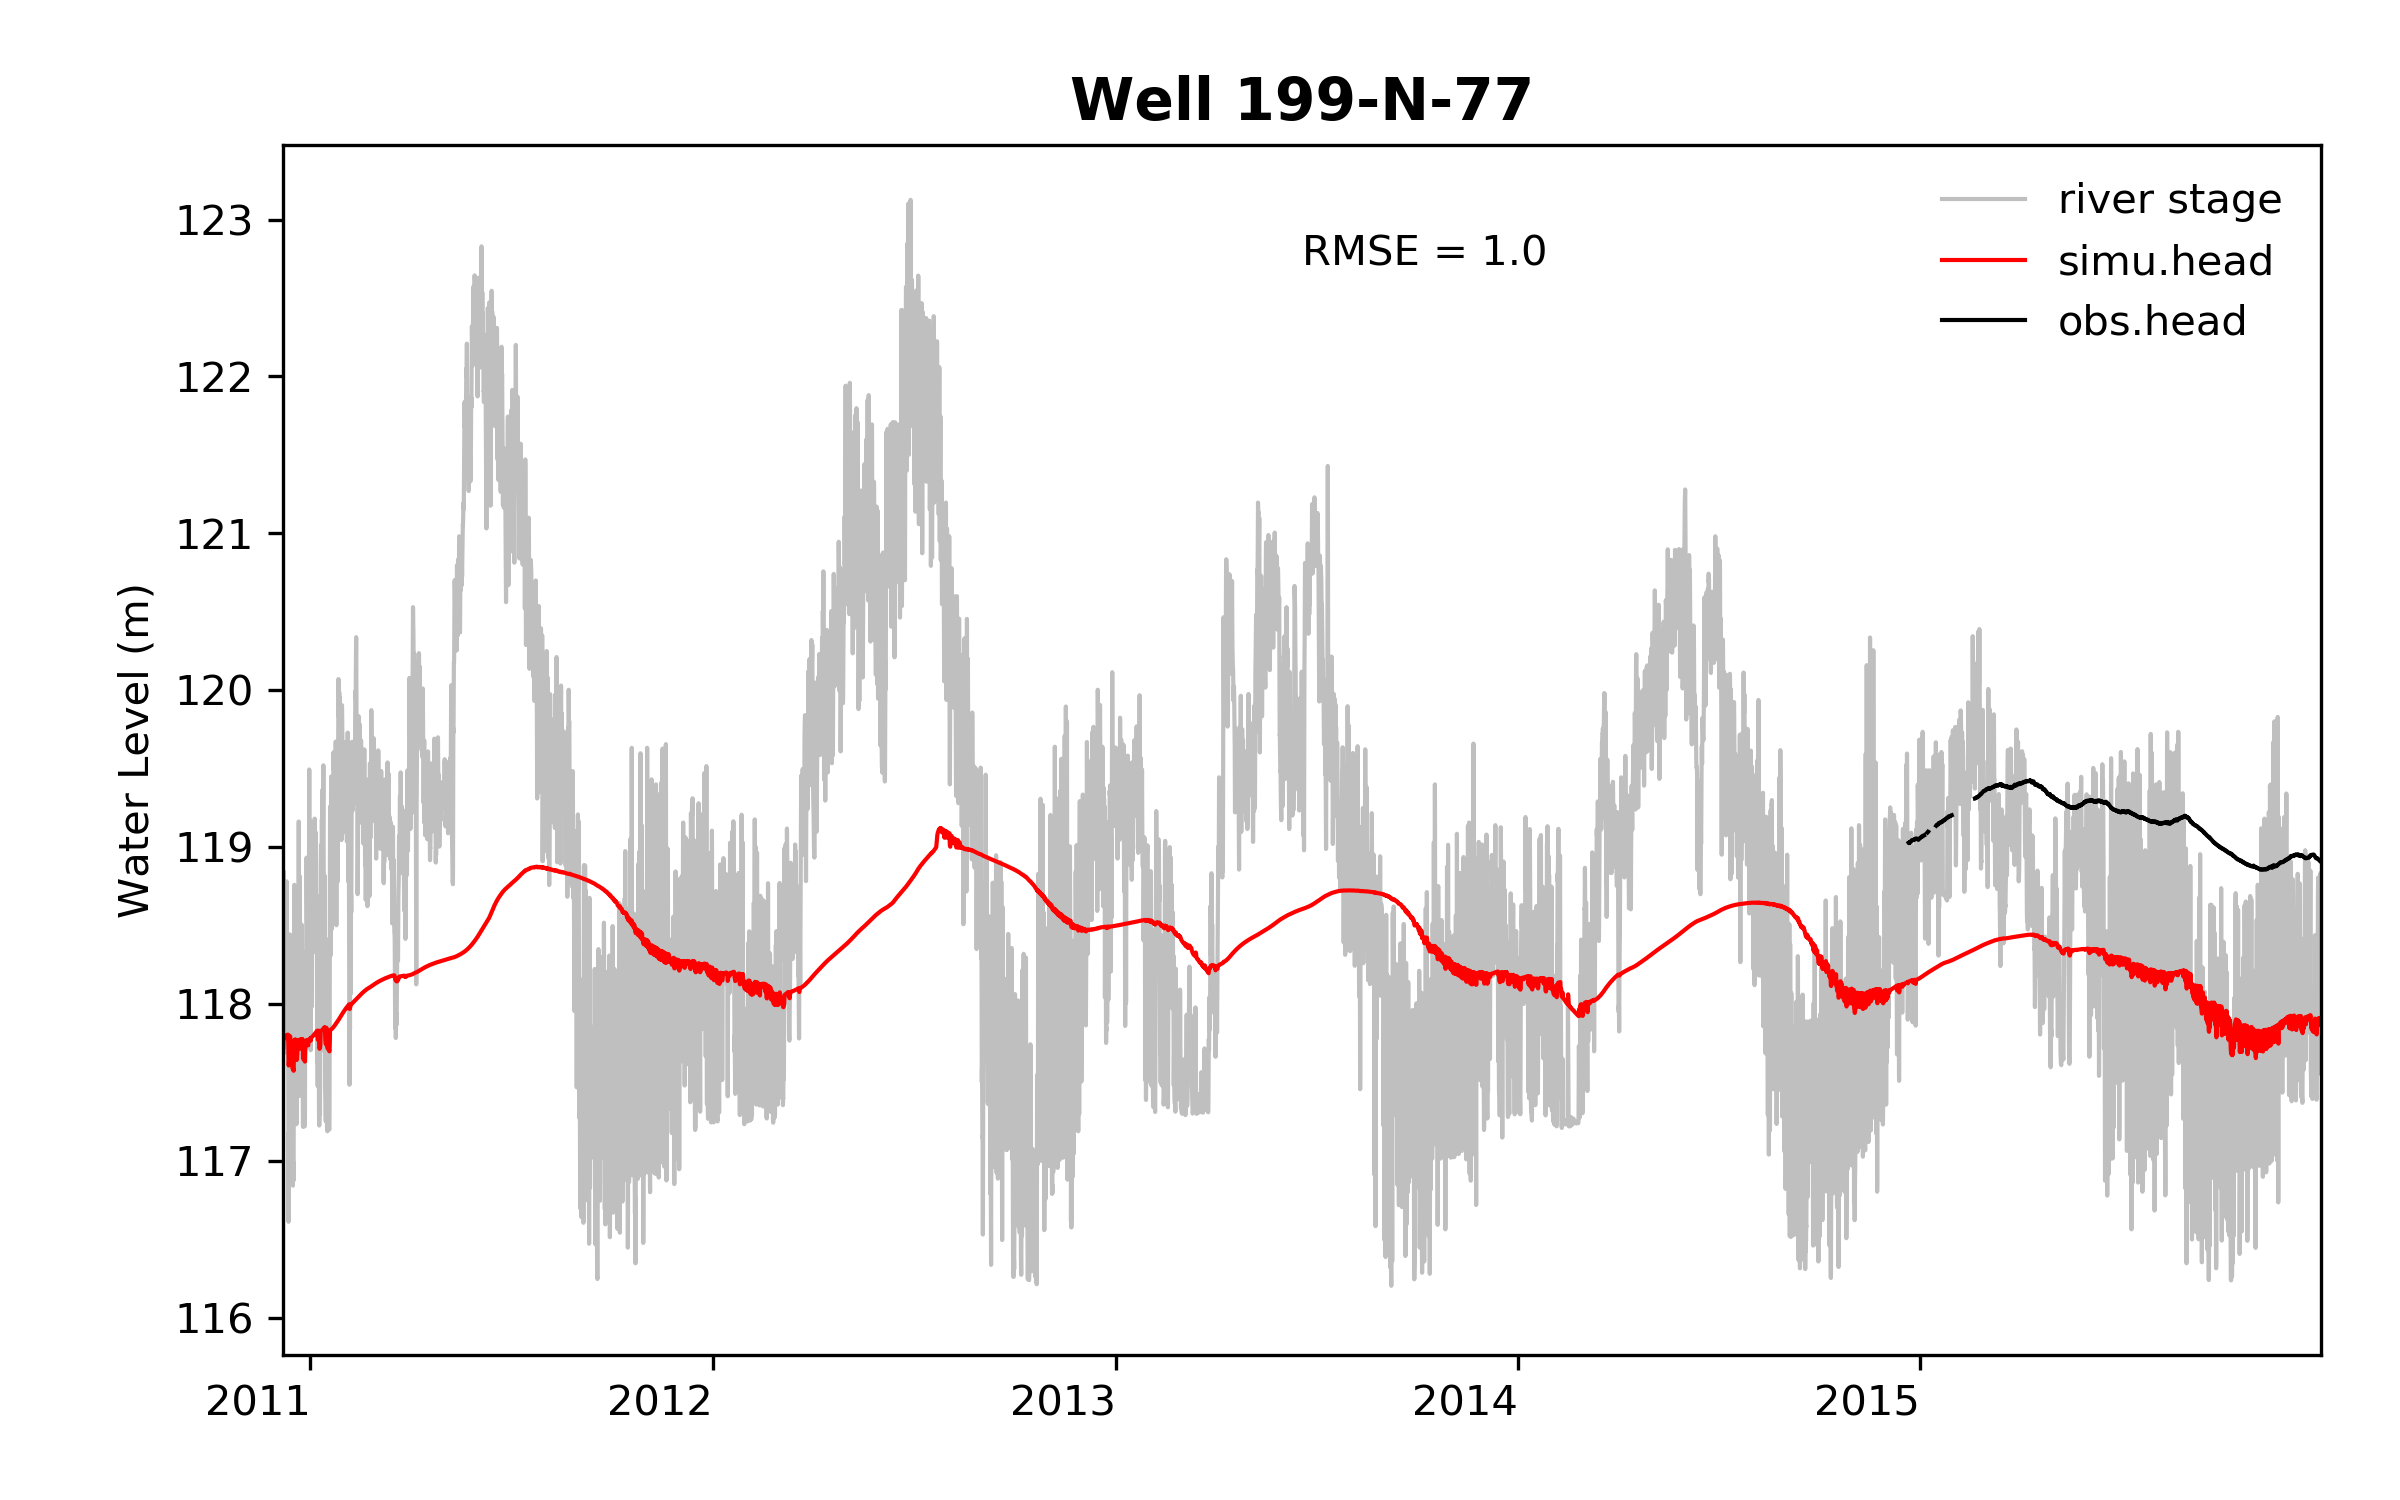 Well 199-N-77
RMSE = 1.0
river stage
simu.head
obs.head
Water Level (m)
123
122
121
120
119
118
117
116
2011
2012
2013
2014
2015